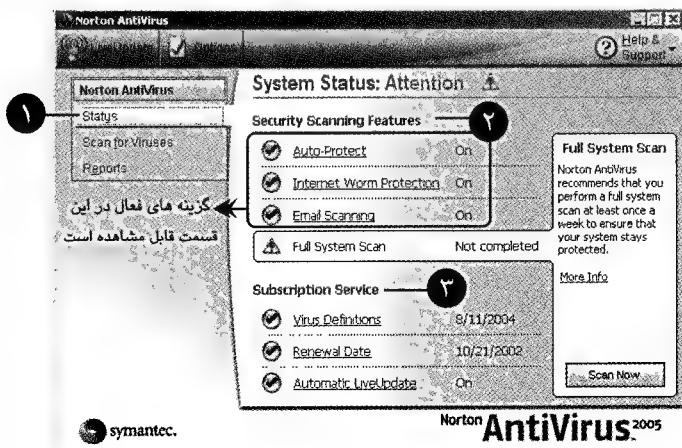 Norton AntiVirus
LiveUpdate Options Help & Support
Norton AntiVirus
Status
Scan for Viruses
Reports
۱
گزینه های فعال در این
قسمت قابل مشاهده است
System Status: Attention
Security Scanning Features
۲
Auto-Protect On
Internet Worm Protection On
Email Scanning On
Full System Scan Not completed
Subscription Service
۳
Virus Definitions 8/11/2004
Renewal Date 10/21/2002
Automatic LiveUpdate On
Full System Scan
Norton AntiVirus
recommends that you
perform a full system
scan at least once a
week to ensure that
your system stays
protected.
More Info
Scan Now
symantec.
Norton AntiVirus 2005